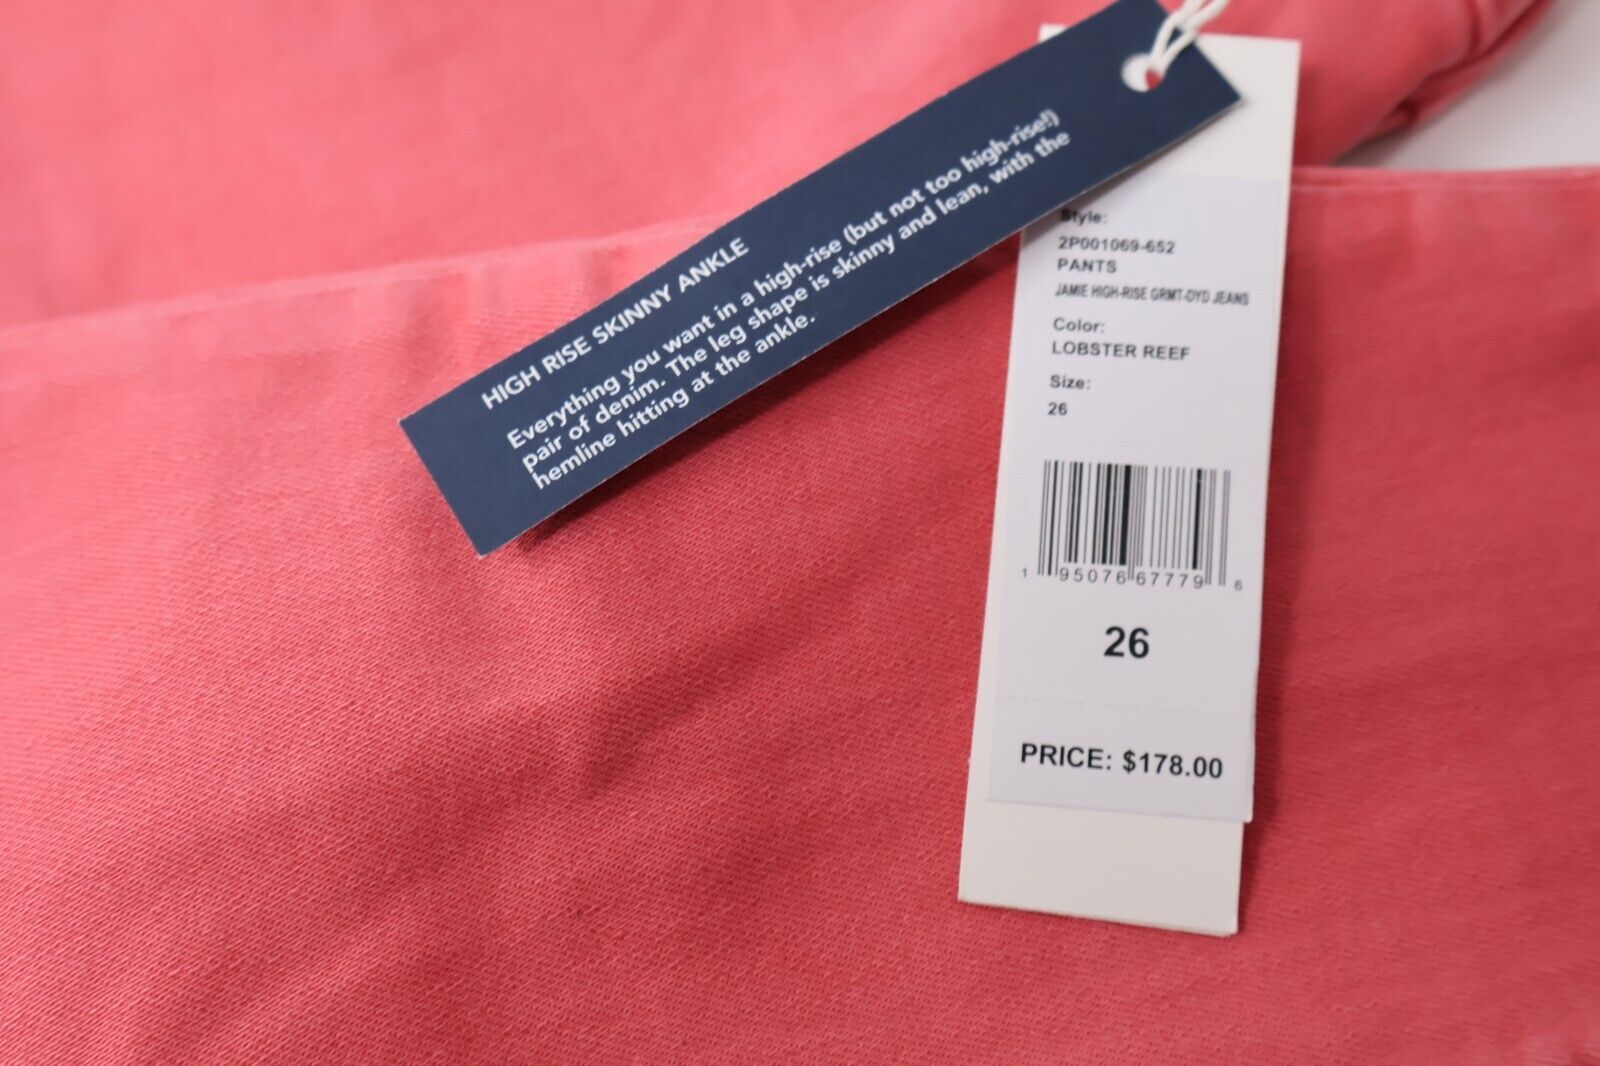 HIGH RISE SKINNY ANKLE
Everything you want in a high-rise (but not too high-rise!)
pair of denim. The leg shape is skinny and lean, with the
hemline hitting at the ankle.
Style:
2P001069-652
PANTS
JAMIE HIGH-RISE GRMT-DYD JEANS
Color:
LOBSTER REEF
Size:
26
1 95076 67779 6
26
PRICE: $178.00